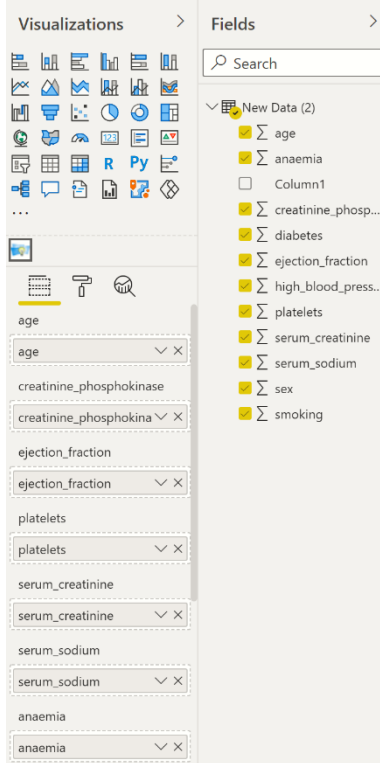 Visualizations
R
Py
123
...
age
age
creatinine_phosphokinase
creatinine_phosphokina
ejection_fraction
ejection_fraction
platelets
platelets
serum_creatinine
serum_creatinine
serum_sodium
serum_sodium
anaemia
anaemia
Fields
Search
New Data (2)
age
anaemia
Column1
creatinine_phosp...
diabetes
ejection_fraction
high_blood_press...
platelets
serum_creatinine
serum_sodium
sex
smoking